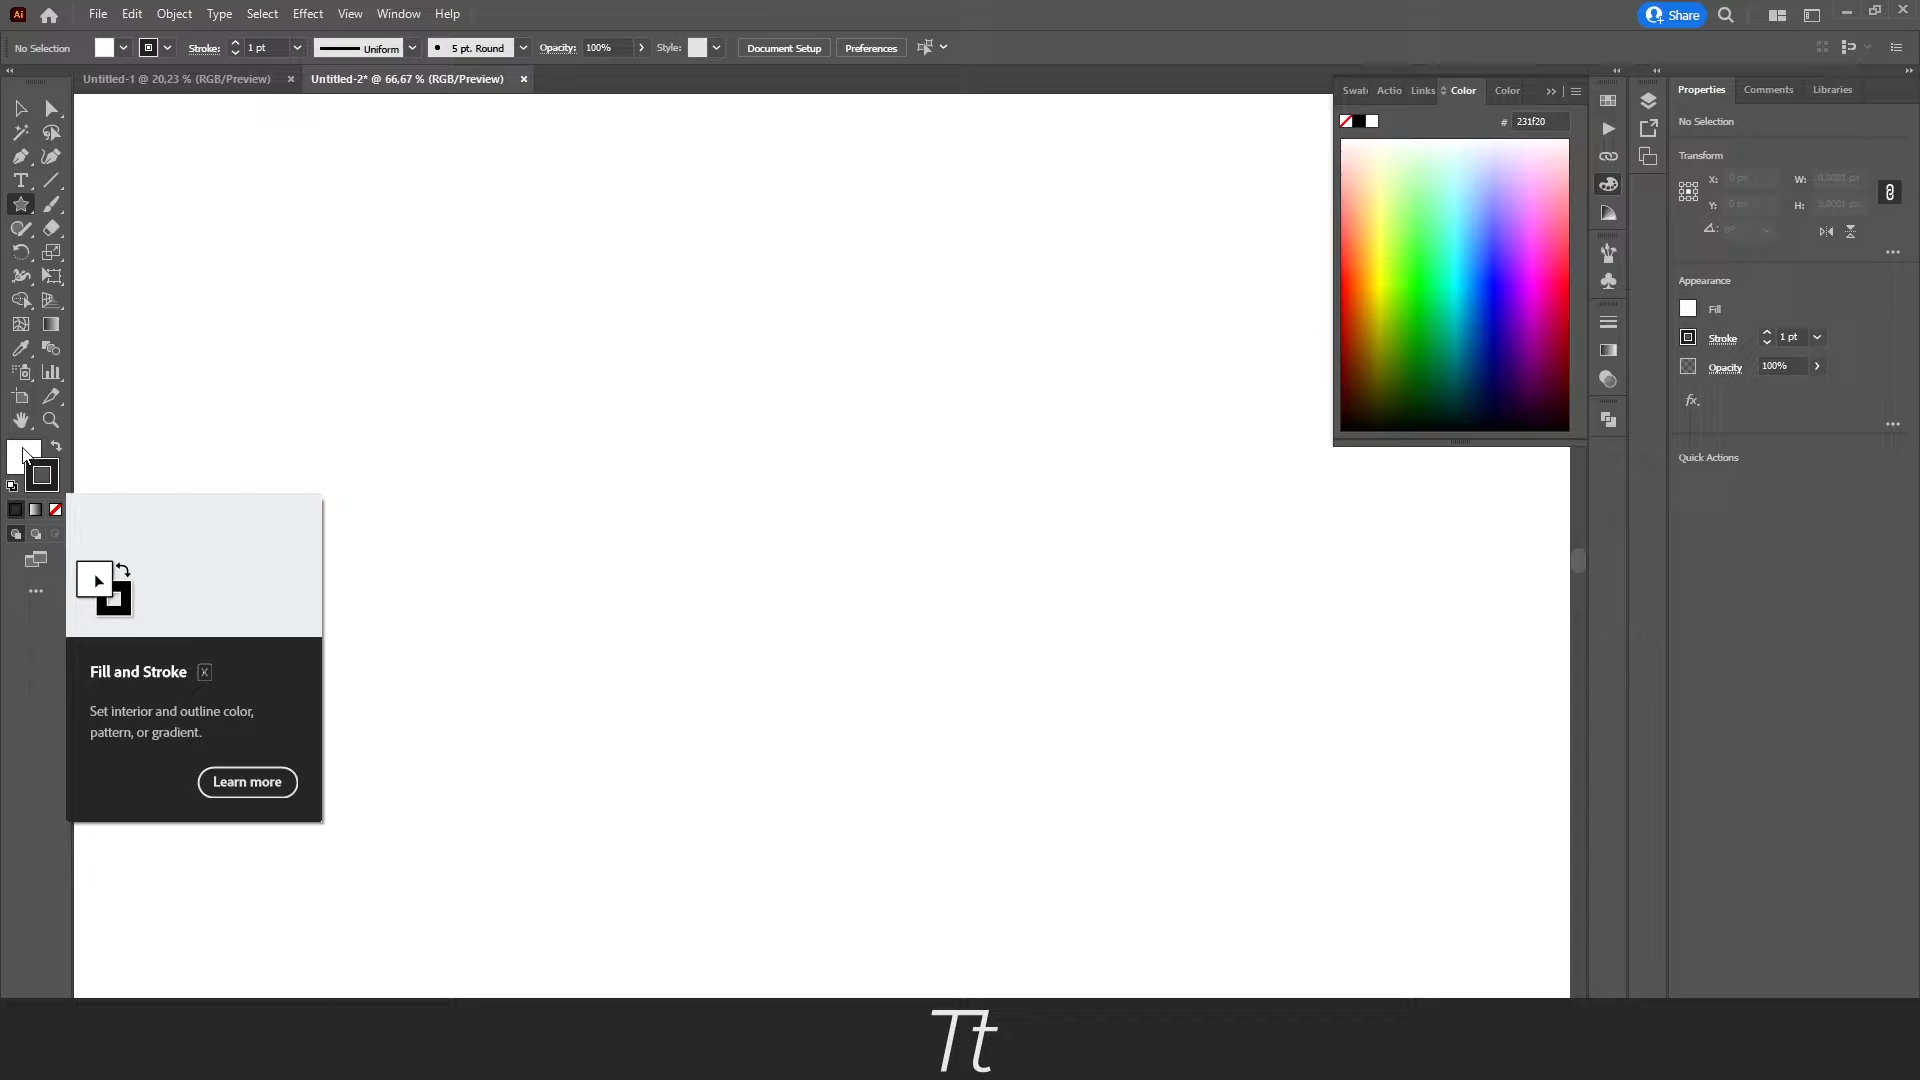 Ai File Edit Object Type Select Effect View Window Help Share
No Selection Stroke: 1 pt Uniform 5 pt. Round Opacity: 100% Style: Document Setup Preferences
Untitled-1 @ 20,23 % (RGB/Preview) Untitled-2* @ 66,67 % (RGB/Preview)
Swat Actio Links Color Color
Properties Comments Libraries
# 231f20
No Selection
Transform
X: 0 px W: 0,0001 px
Y: 0 px H: 0,0001 px
0°
Appearance
Fill
Stroke 1 pt
Opacity 100%
fx.
Quick Actions
Fill and Stroke X
Set interior and outline color,
pattern, or gradient.
Learn more
Tt